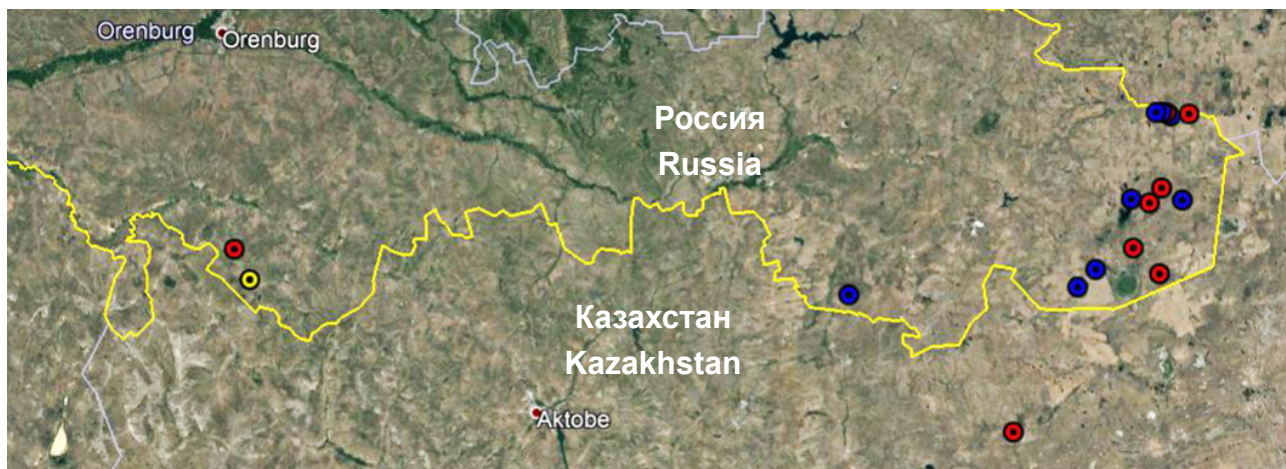 Orenburg
Orenburg
Россия
Russia
Казахстан
Kazakhstan
Aktobe